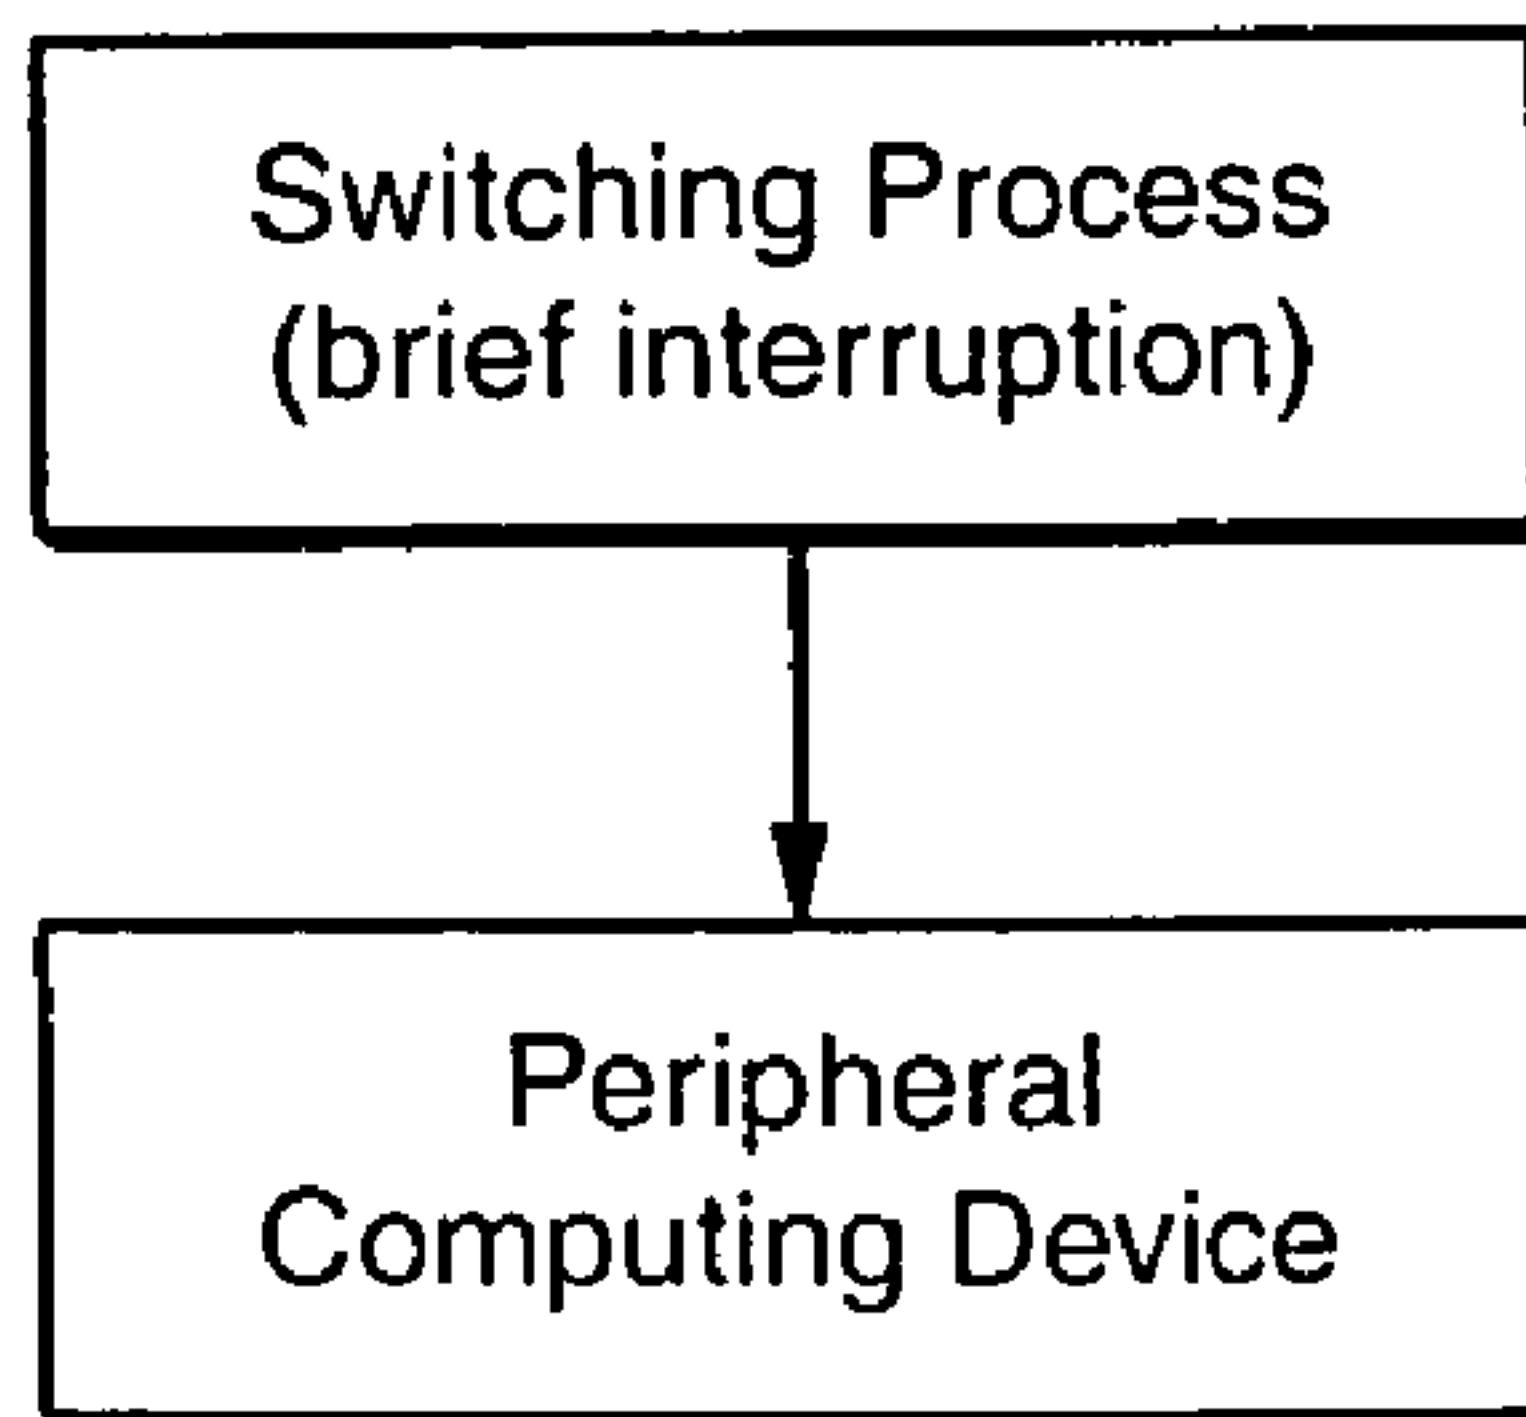 Switching Process
(brief interruption)
Peripheral
Computing Device